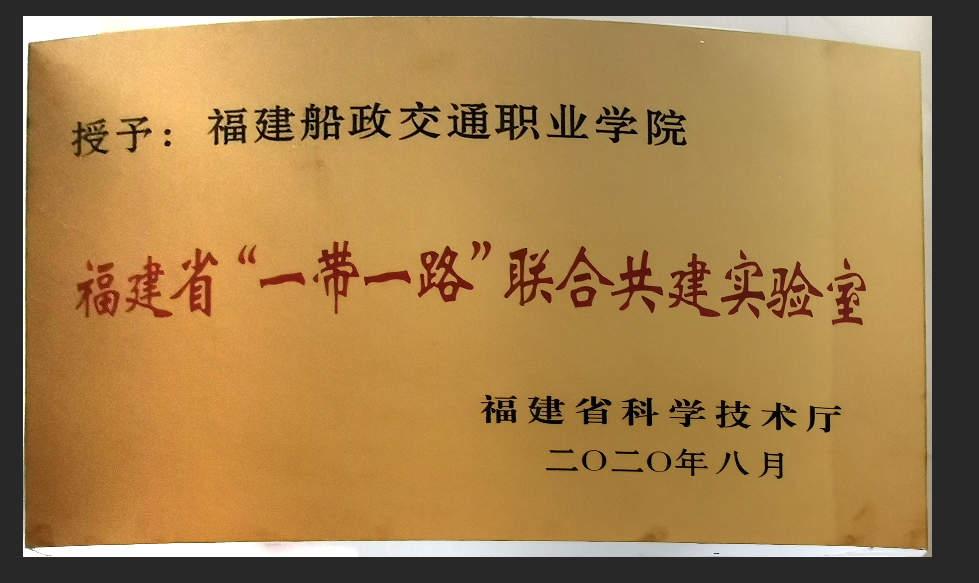 授予：福建船政交通职业学院
福建省“一带一路”联合共建实验室
福建省科学技术厅
二〇二〇年八月